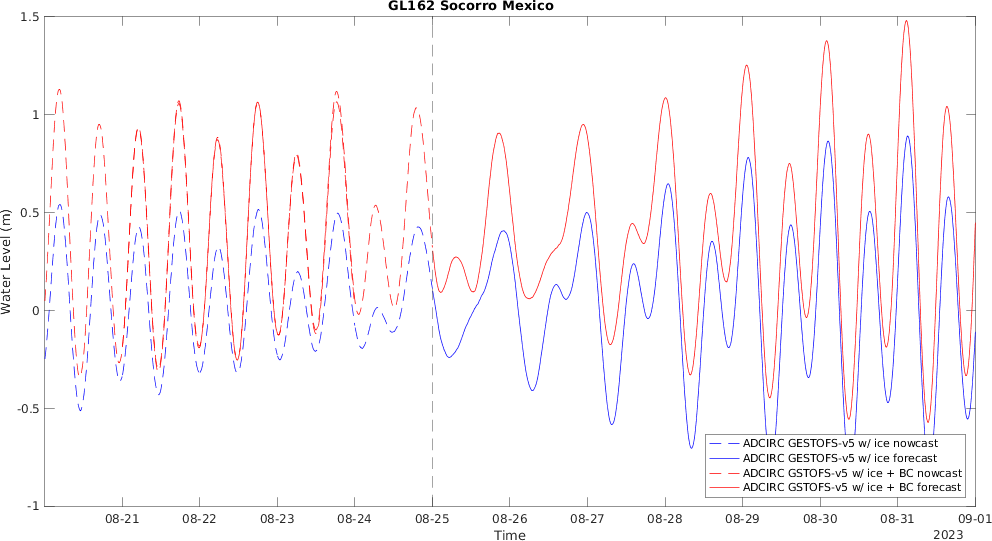 GL162 Socorro Mexico
1.5
1
0.5
0
-0.5
-1
Water Level (m)
08-21 08-22 08-23 08-24 08-25 08-26 08-27 08-28 08-29 08-30 08-31 09-01
Time
2023
ADCIRC GESTOFS-v5 w/ ice nowcast
ADCIRC GESTOFS-v5 w/ ice forecast
ADCIRC GSTOFS-v5 w/ ice + BC nowcast
ADCIRC GSTOFS-v5 w/ ice + BC forecast